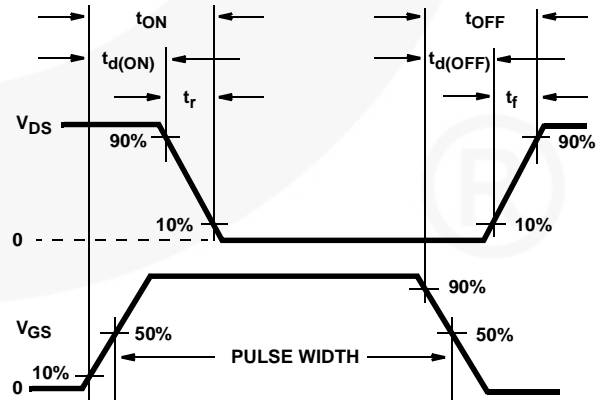 tON tOFF
td(ON) td(OFF)
tr tf
VDS
90% 90%
10% 10%
0
90%
VGS 50% 50%
PULSE WIDTH
10%
0
®